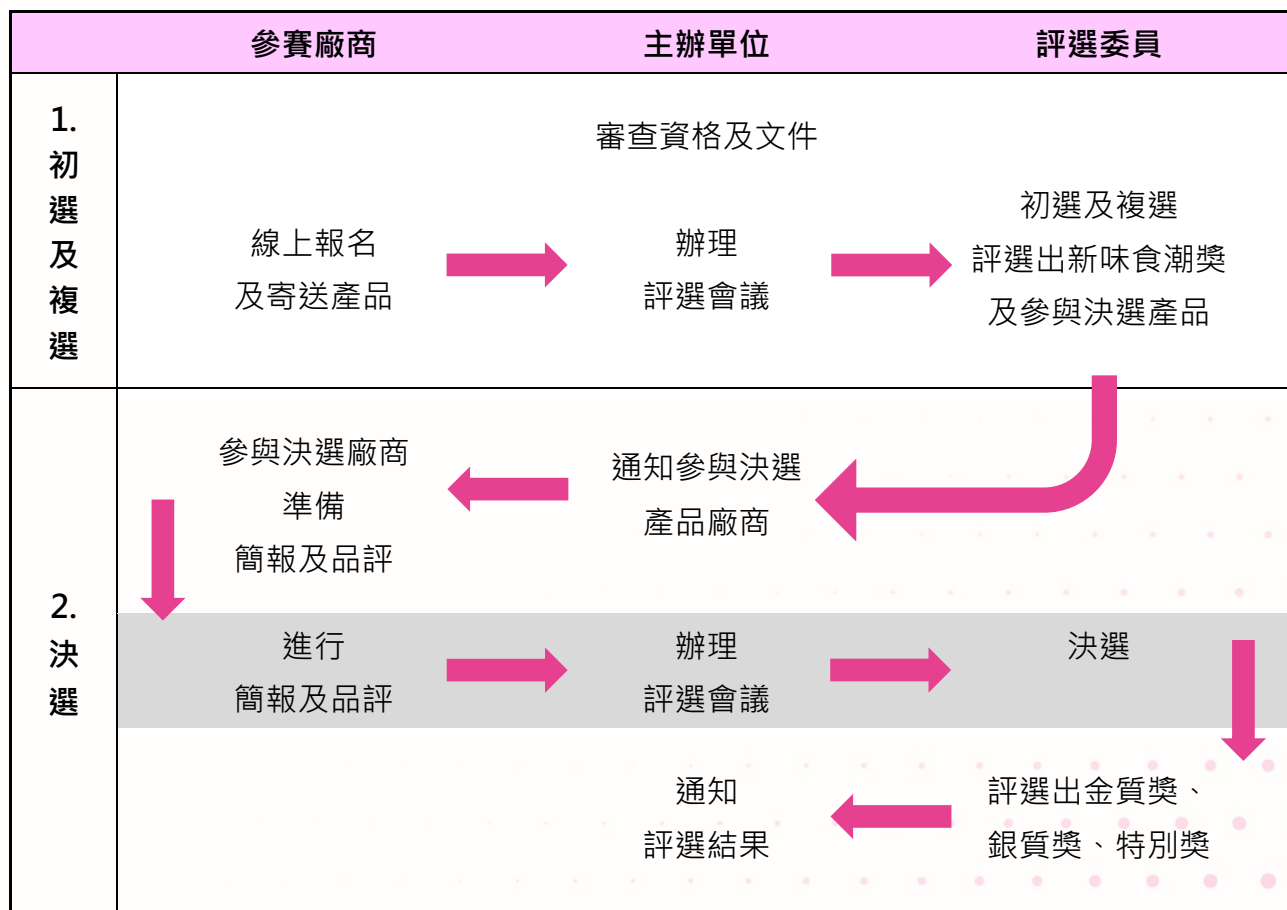 參賽廠商
主辦單位
評選委員
1.
初
選
及
複
選
審查資格及文件
線上報名
及寄送產品
辦理
評選會議
初選及複選
評選出新味食潮獎
及參與決選產品
2.
決
選
參與決選廠商
準備
簡報及品評
通知參與決選
產品廠商
進行
簡報及品評
辦理
評選會議
決選
通知
評選結果
評選出金質獎、
銀質獎、特別獎